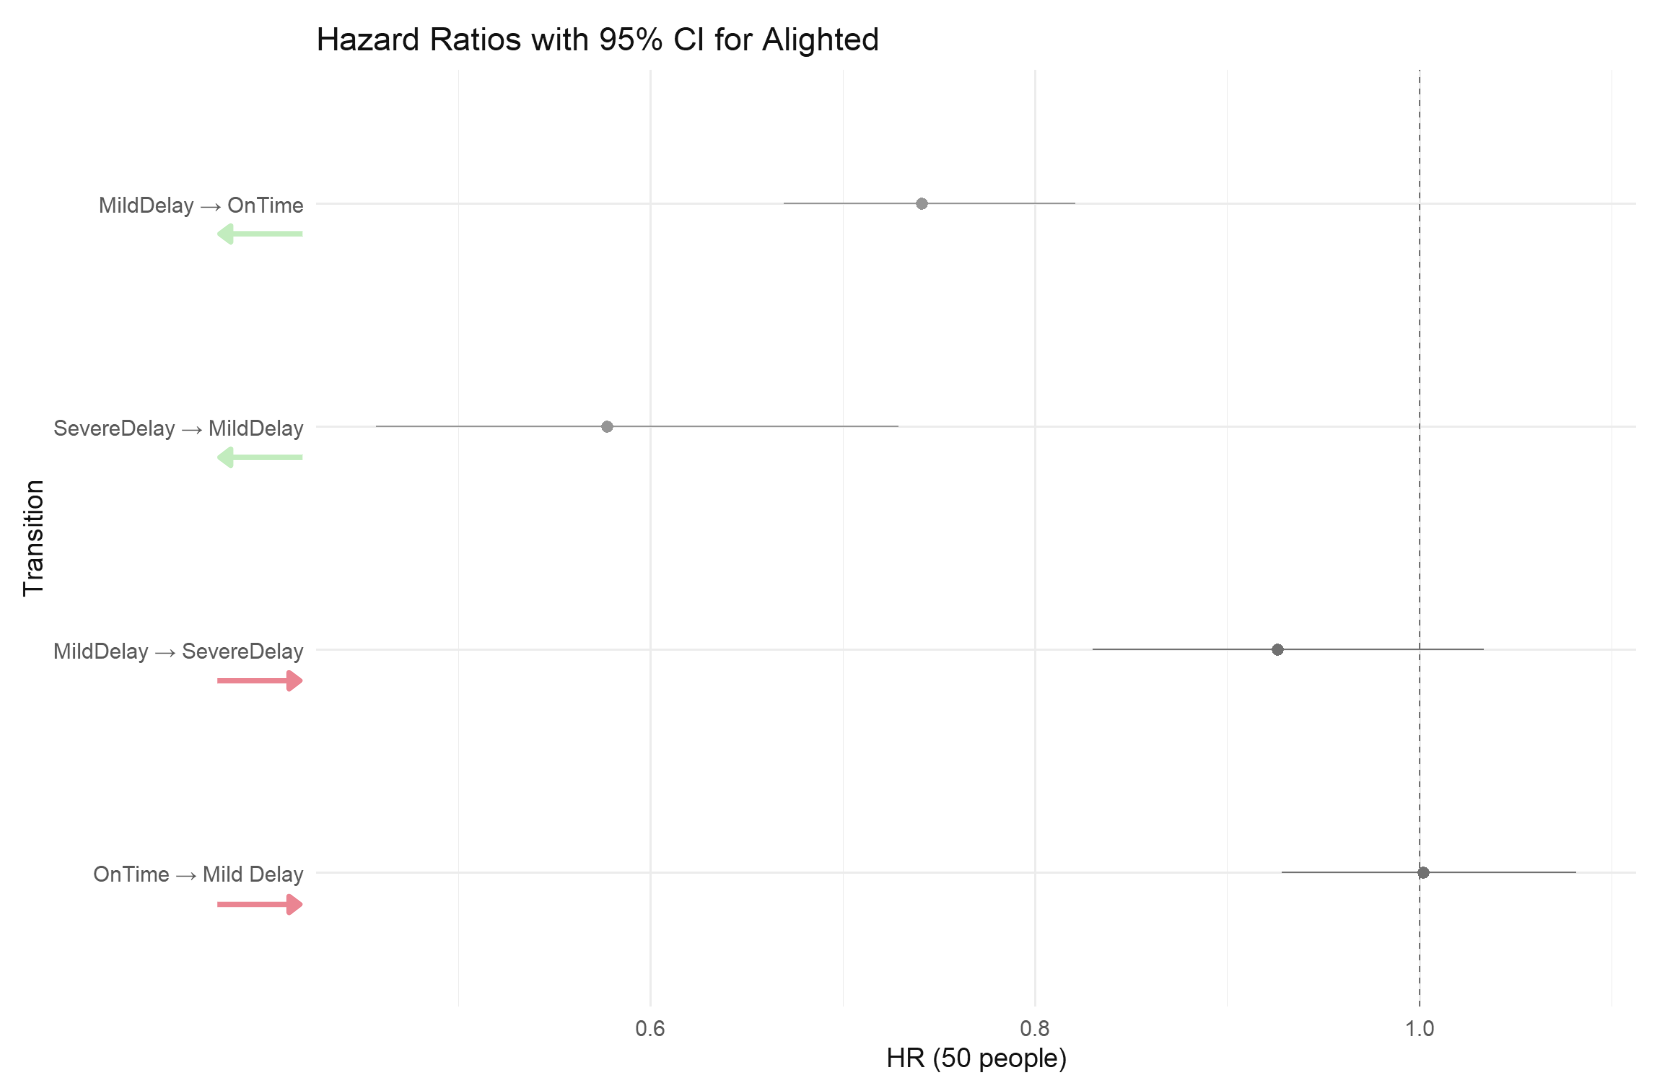 Hazard Ratios with 95% CI for Alighted
MildDelay → OnTime
SevereDelay → MildDelay
MildDelay → SevereDelay
OnTime → Mild Delay
Transition
0.6 0.8 1.0
HR (50 people)